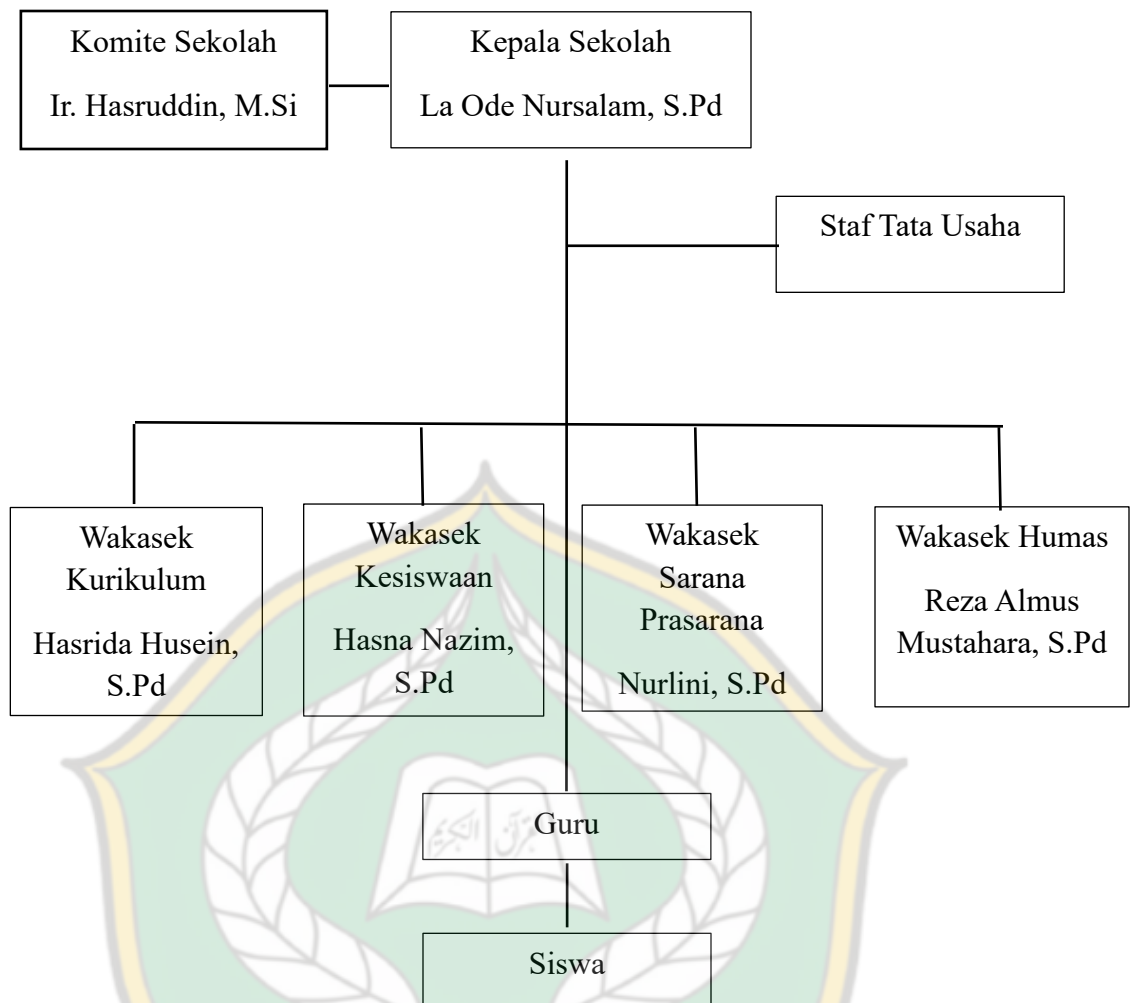 Komite Sekolah
Ir. Hasruddin, M.Si
Kepala Sekolah
La Ode Nursalam, S.Pd
Staf Tata Usaha
Wakasek
Kurikulum
Hasrida Husein,
S.Pd
Wakasek
Kesiswaan
Hasna Nazim,
S.Pd
Wakasek
Sarana
Prasarana
Nurlini, S.Pd
Wakasek Humas
Reza Almus
Mustahara, S.Pd
Guru
الكريم
Siswa